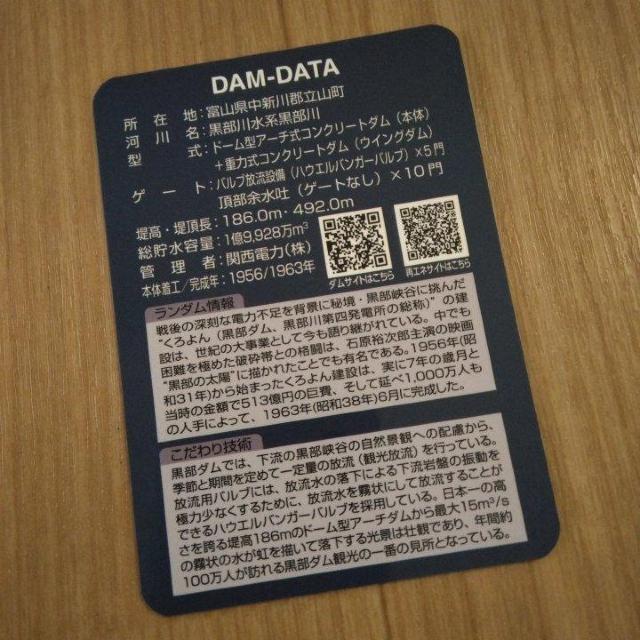 DAM-DATA
所在地:富山県中新川郡立山町
河川名:黒部川水系黒部川
型式:ドーム型アーチ式コンクリートダム(本体)
+重力式コンクリートダム(ウイングダム)
ゲート:バルブ放流設備(ハウエルバンガーバルブ)×5門
頂部余水吐(ゲートなし)×10門
堤高・堤頂長:186.0m・492.0m
総貯水容量:1億9,928万m³
管理者:関西電力(株)
本体着工/完成年:1956/1963年
ダムサイトはこちら
再エネサイトはこちら
ランダム情報
戦後の深刻な電力不足を背景に秘境・黒部峡谷に挑んだ
"くろよん(黒部ダム、黒部川第四発電所の総称)"の建
設は、世紀の大事業として今も語り継がれている。中でも
困難を極めた破砕帯との格闘は、石原裕次郎主演の映画
"黒部の太陽"に描かれたことでも有名である。1956年(昭
和31年)から始まったくろよん建設は、実に7年の歳月と
当時の金額で513億円の巨費、そして延べ1,000万人も
の人手によって、1963年(昭和38年)6月に完成した。
こだわり技術
黒部ダムでは、下流の黒部峡谷の自然景観への配慮から、
季節と期間を定めて一定量の放流(観光放流)を行っている。
放流用バルブには、放流水の落下による下流岩盤の振動を
極力少なくするために、放流水を霧状にして放流することが
できるハウエルバンガーバルブを採用している。日本一の高
さを誇る堤高186mのドーム型アーチダムから最大15m³/s
の霧状の水が虹を描いて落下する光景は壮観であり、年間約
100万人が訪れる黒部ダム観光の一番の見所となっている。